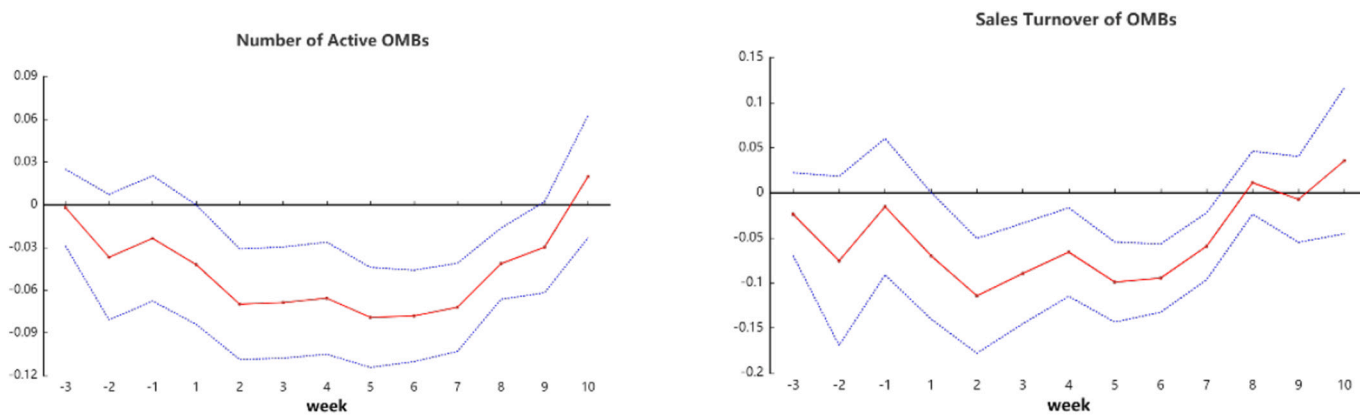 Number of Active OMBs
0.09
0.06
0.03
0
-0.03
-0.06
-0.09
-0.12
-3 -2 -1 1 2 3 4 5 6 7 8 9 10
week
Sales Turnover of OMBs
0.15
0.1
0.05
0
-0.05
-0.1
-0.15
-0.2
-3 -2 -1 1 2 3 4 5 6 7 8 9 10
week